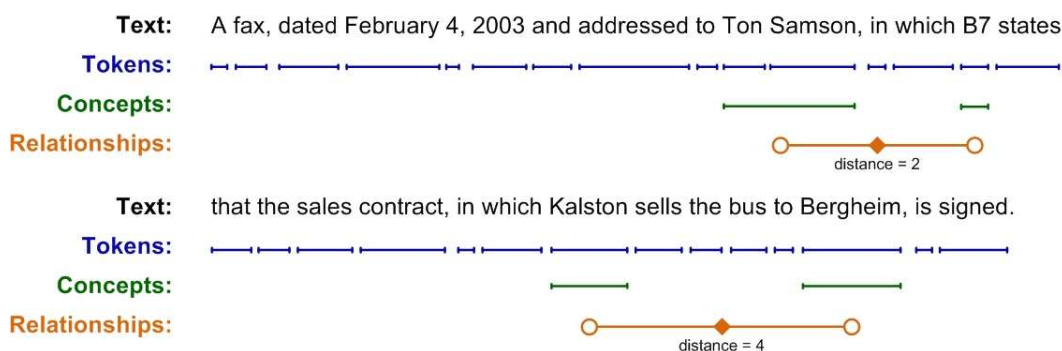 Text: A fax, dated February 4, 2003 and addressed to Ton Samson, in which B7 states
Tokens:
Concepts:
Relationships:
distance = 2
Text: that the sales contract, in which Kalston sells the bus to Bergheim, is signed.
Tokens:
Concepts:
Relationships:
distance = 4